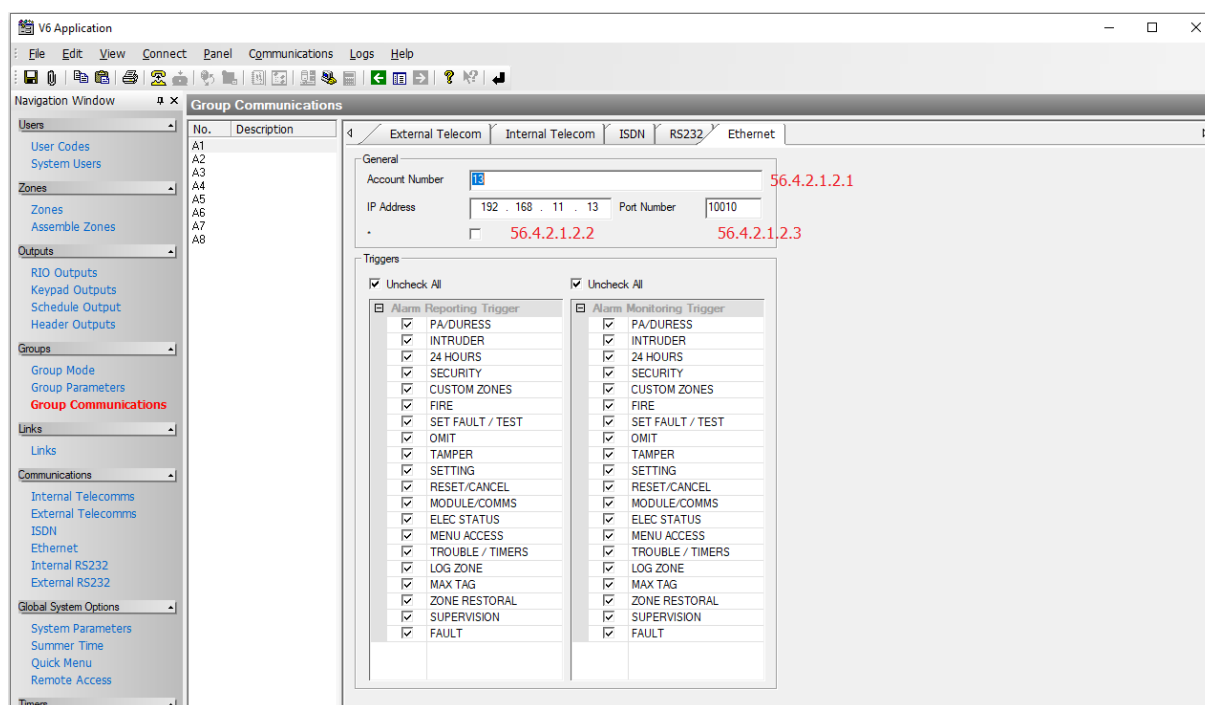 V6 Application
File Edit View Connect Panel Communications Logs Help
Navigation Window
Group Communications
Users
User Codes
System Users
Zones
Zones
Assemble Zones
Outputs
RIO Outputs
Keypad Outputs
Schedule Output
Header Outputs
Groups
Group Mode
Group Parameters
Group Communications
Links
Links
Communications
Internal Telecomms
External Telecomms
ISDN
Ethernet
Internal RS232
External RS232
Global System Options
System Parameters
Summer Time
Quick Menu
Remote Access
Timers
No. Description
A1
A2
A3
A4
A5
A6
A7
A8
External Telecom Internal Telecom ISDN RS232 Ethernet
General
Account Number 13 56.4.2.1.2.1
IP Address 192 . 168 . 11 . 13 Port Number 10010
- 56.4.2.1.2.2 56.4.2.1.2.3
Triggers
Uncheck All Uncheck All
Alarm Reporting Trigger Alarm Monitoring Trigger
PA/DURESS PA/DURESS
INTRUDER INTRUDER
24 HOURS 24 HOURS
SECURITY SECURITY
CUSTOM ZONES CUSTOM ZONES
FIRE FIRE
SET FAULT / TEST SET FAULT / TEST
OMIT OMIT
TAMPER TAMPER
SETTING SETTING
RESET/CANCEL RESET/CANCEL
MODULE/COMMS MODULE/COMMS
ELEC STATUS ELEC STATUS
MENU ACCESS MENU ACCESS
TROUBLE / TIMERS TROUBLE / TIMERS
LOG ZONE LOG ZONE
MAX TAG MAX TAG
ZONE RESTORAL ZONE RESTORAL
SUPERVISION SUPERVISION
FAULT FAULT